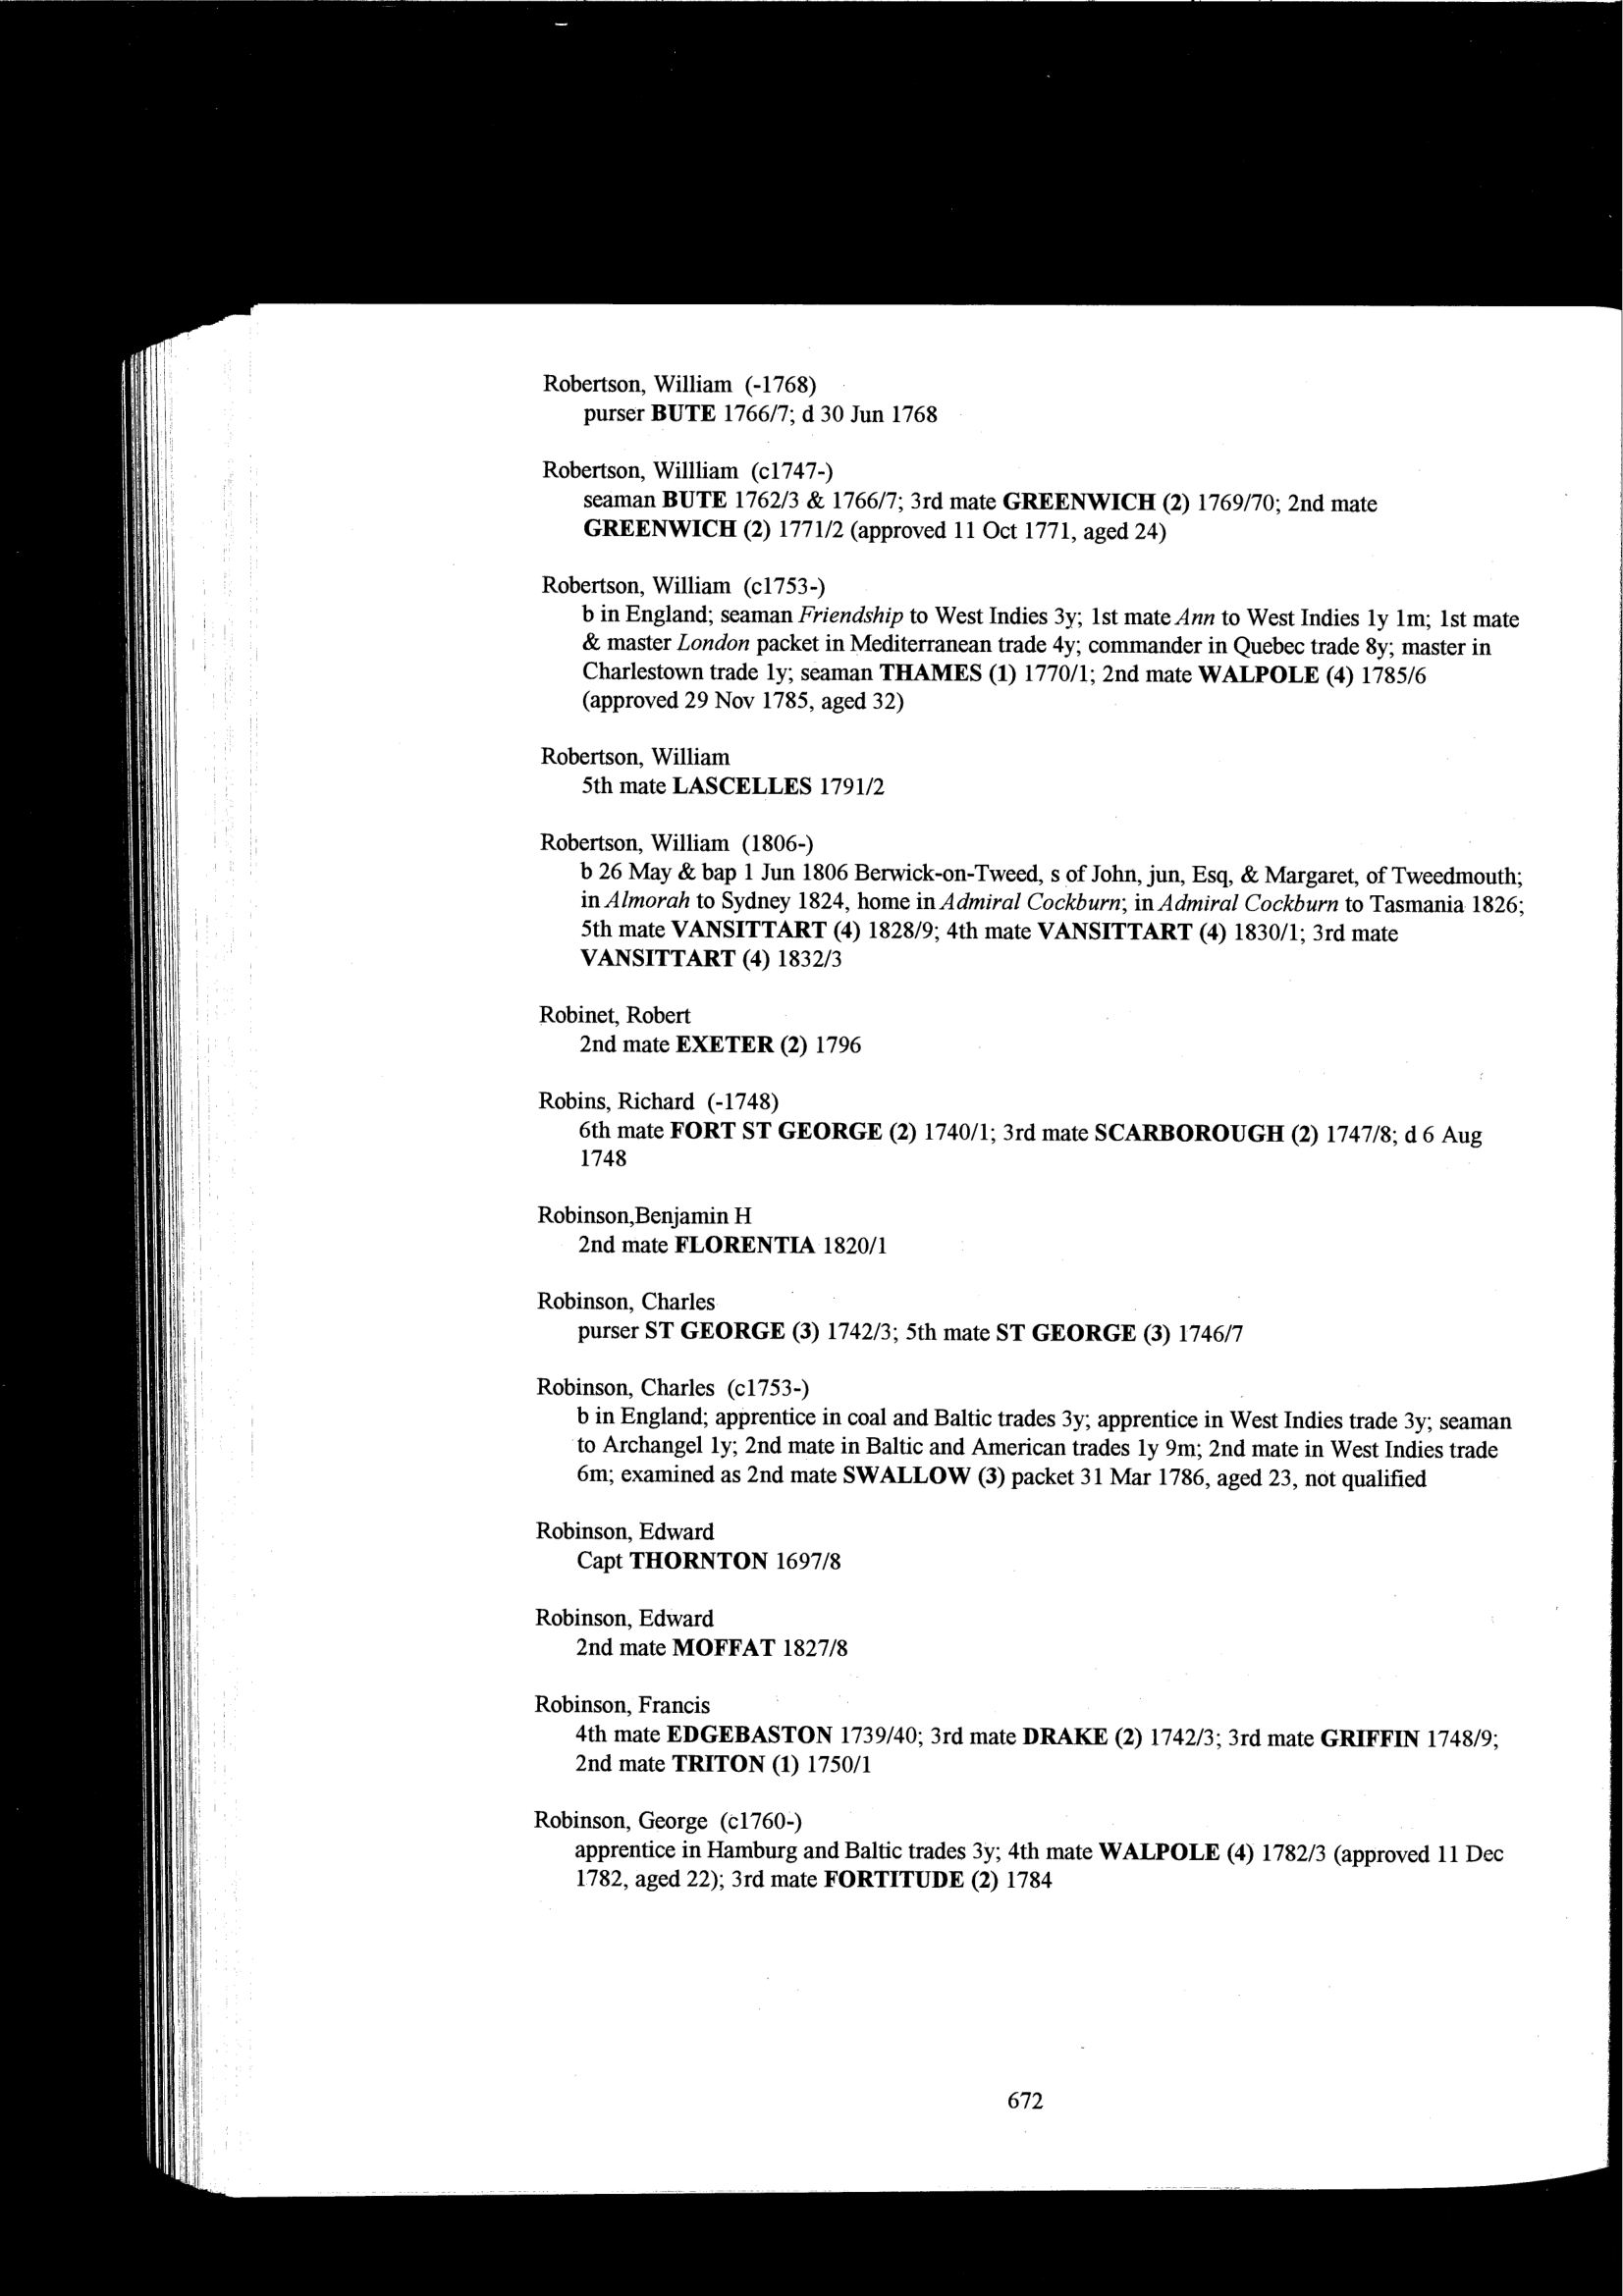 Robertson, William (-1768)
purser BUTE 1766/7; d 30 Jun 1768
Robertson, Willliam (c1747-)
seaman BUTE 1762/3 & 1766/7; 3rd mate GREENWICH (2) 1769/70; 2nd mate
GREENWICH (2) 1771/2 (approved 11 Oct 1771, aged 24)
Robertson, William (c1753-)
b in England; seaman Friendship to West Indies 3y; 1st mate Ann to West Indies 1y 1m; 1st mate
& master London packet in Mediterranean trade 4y; commander in Quebec trade 8y; master in
Charlestown trade 1y; seaman THAMES (1) 1770/1; 2nd mate WALPOLE (4) 1785/6
(approved 29 Nov 1785, aged 32)
Robertson, William
5th mate LASCELLES 1791/2
Robertson, William (1806-)
b 26 May & bap 1 Jun 1806 Berwick-on-Tweed, s of John, jun, Esq, & Margaret, of Tweedmouth;
in Almorah to Sydney 1824, home in Admiral Cockburn; in Admiral Cockburn to Tasmania 1826;
5th mate VANSITTART (4) 1828/9; 4th mate VANSITTART (4) 1830/1; 3rd mate
VANSITTART (4) 1832/3
Robinet, Robert
2nd mate EXETER (2) 1796
Robins, Richard (-1748)
6th mate FORT ST GEORGE (2) 1740/1; 3rd mate SCARBOROUGH (2) 1747/8; d 6 Aug
1748
Robinson,Benjamin H
2nd mate FLORENTIA 1820/1
Robinson, Charles
purser ST GEORGE (3) 1742/3; 5th mate ST GEORGE (3) 1746/7
Robinson, Charles (c1753-)
b in England; apprentice in coal and Baltic trades 3y; apprentice in West Indies trade 3y; seaman
to Archangel 1y; 2nd mate in Baltic and American trades 1y 9m; 2nd mate in West Indies trade
6m; examined as 2nd mate SWALLOW (3) packet 31 Mar 1786, aged 23, not qualified
Robinson, Edward
Capt THORNTON 1697/8
Robinson, Edward
2nd mate MOFFAT 1827/8
Robinson, Francis
4th mate EDGEBASTON 1739/40; 3rd mate DRAKE (2) 1742/3; 3rd mate GRIFFIN 1748/9;
2nd mate TRITON (1) 1750/1
Robinson, George (c1760-)
apprentice in Hamburg and Baltic trades 3y; 4th mate WALPOLE (4) 1782/3 (approved 11 Dec
1782, aged 22); 3rd mate FORTITUDE (2) 1784
672